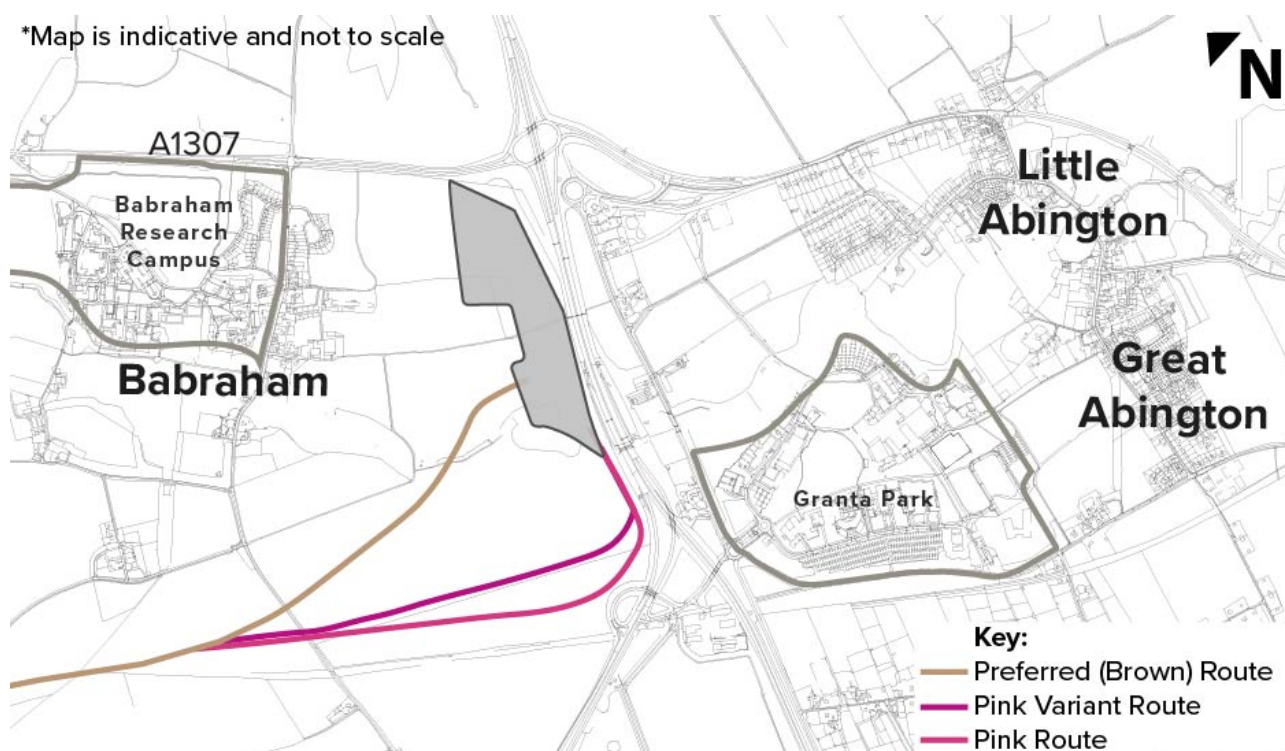 *Map is indicative and not to scale
N
A1307
Babraham
Research
Campus
Babraham
Little
Abington
Great
Abington
Granta Park
Key:
Preferred (Brown) Route
Pink Variant Route
Pink Route